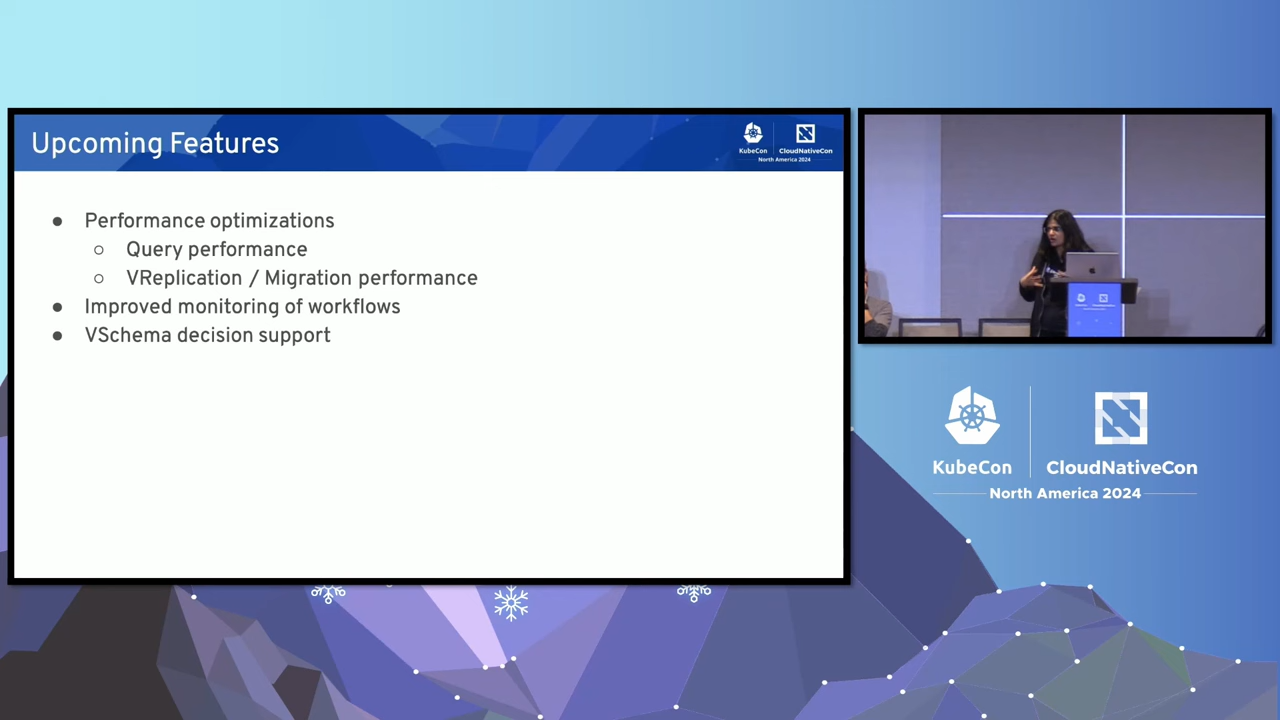 Upcoming Features
KubeCon
CloudNativeCon
North America 2024
● Performance optimizations
○ Query performance
○ VReplication / Migration performance
● Improved monitoring of workflows
● VSchema decision support
KubeCon
CloudNativeCon
North America 2024